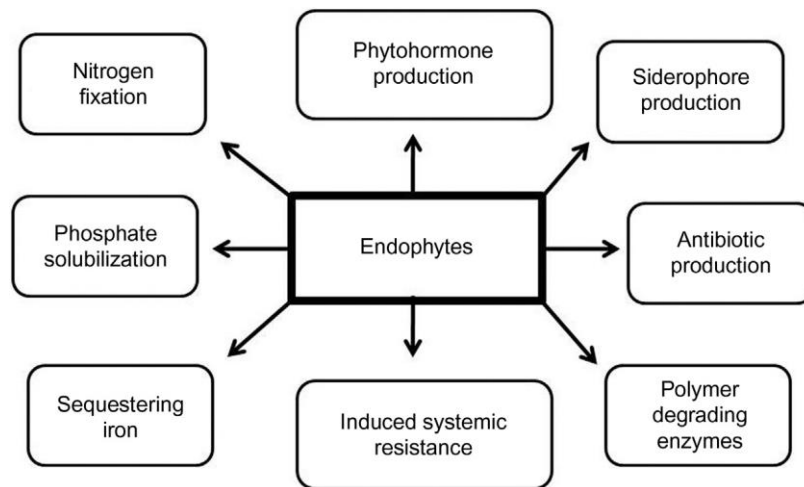 Nitrogen
fixation
Phytohormone
production
Siderophore
production
Phosphate
solubilization
Endophytes
Antibiotic
production
Sequestering
iron
Induced systemic
resistance
Polymer
degrading
enzymes